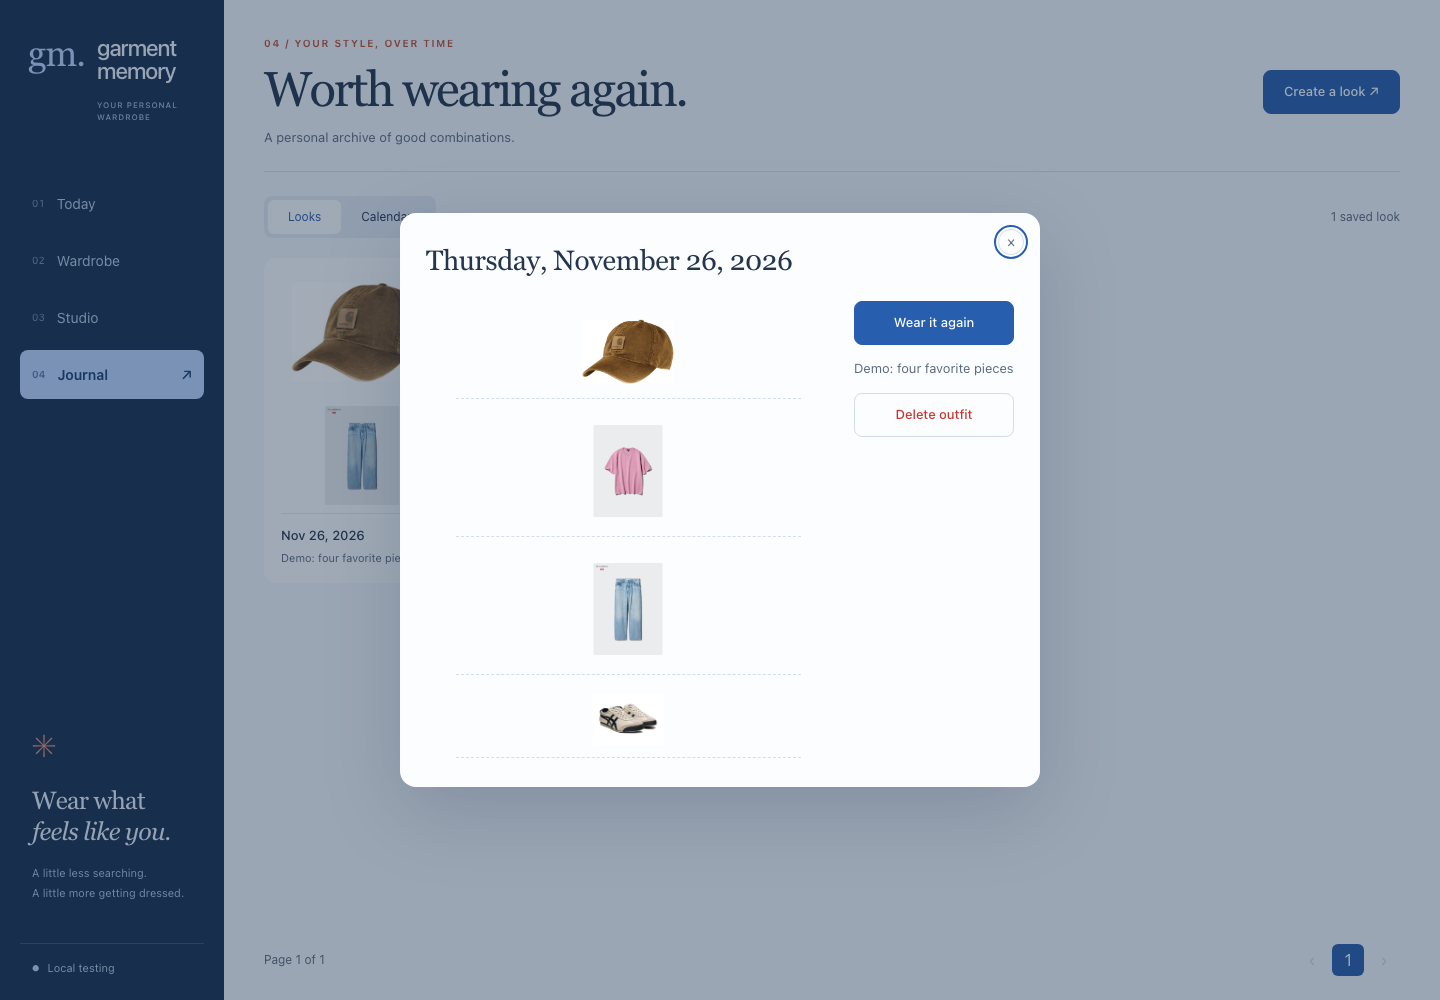 gm.
garment
memory
YOUR PERSONAL
WARDROBE
01 Today
02 Wardrobe
03 Studio
04 Journal ↗
Wear what
feels like you.
A little less searching.
A little more getting dressed.
Local testing
04 / YOUR STYLE, OVER TIME
Worth wearing again.
A personal archive of good combinations.
Create a look ↗
Looks
1 saved look
Nov 26, 2026
Demo: four favorite
Thursday, November 26, 2026
x
Wear it again
Demo: four favorite pieces
Delete outfit
Page 1 of 1
‹ 1 ›